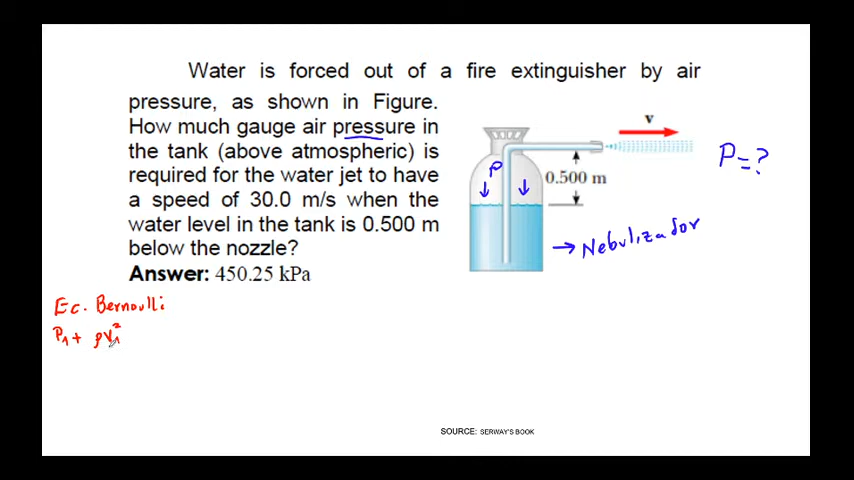 Water is forced out of a fire extinguisher by air
pressure, as shown in Figure.
How much gauge air pressure in
the tank (above atmospheric) is
required for the water jet to have
a speed of 30.0 m/s when the
water level in the tank is 0.500 m
below the nozzle?
Answer: 450.25 kPa
v
P
0.500 m
P=?
→ Nebulizador
Ec. Bernoulli
P₁ + ρv₁²
SOURCE: SERWAY'S BOOK